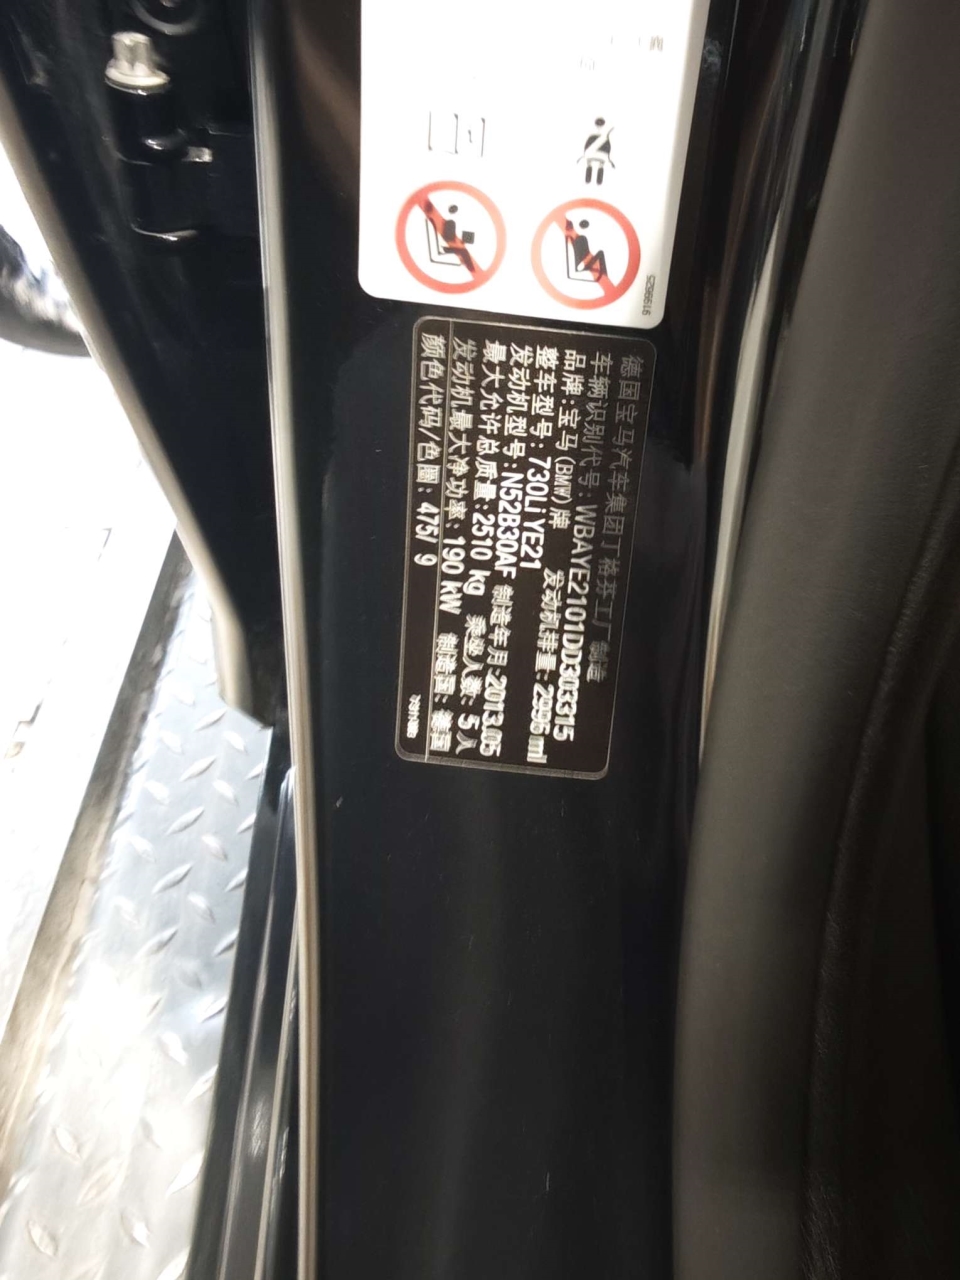 9199625
德国宝马汽车集团丁格芬工厂 制造
车辆识别代号:WBAYE2101DD303315
品牌:宝马(BMW)牌 发动机排量: 2996 ml
整车型号: 730Li YE21
发动机型号:N52B30AF 制造年月:2013.05
最大允许总质量:2510 kg 乘坐人数: 5 人
发动机最大净功率: 190 kW 制造国: 德国
颜色代码/色图: 475/ 9